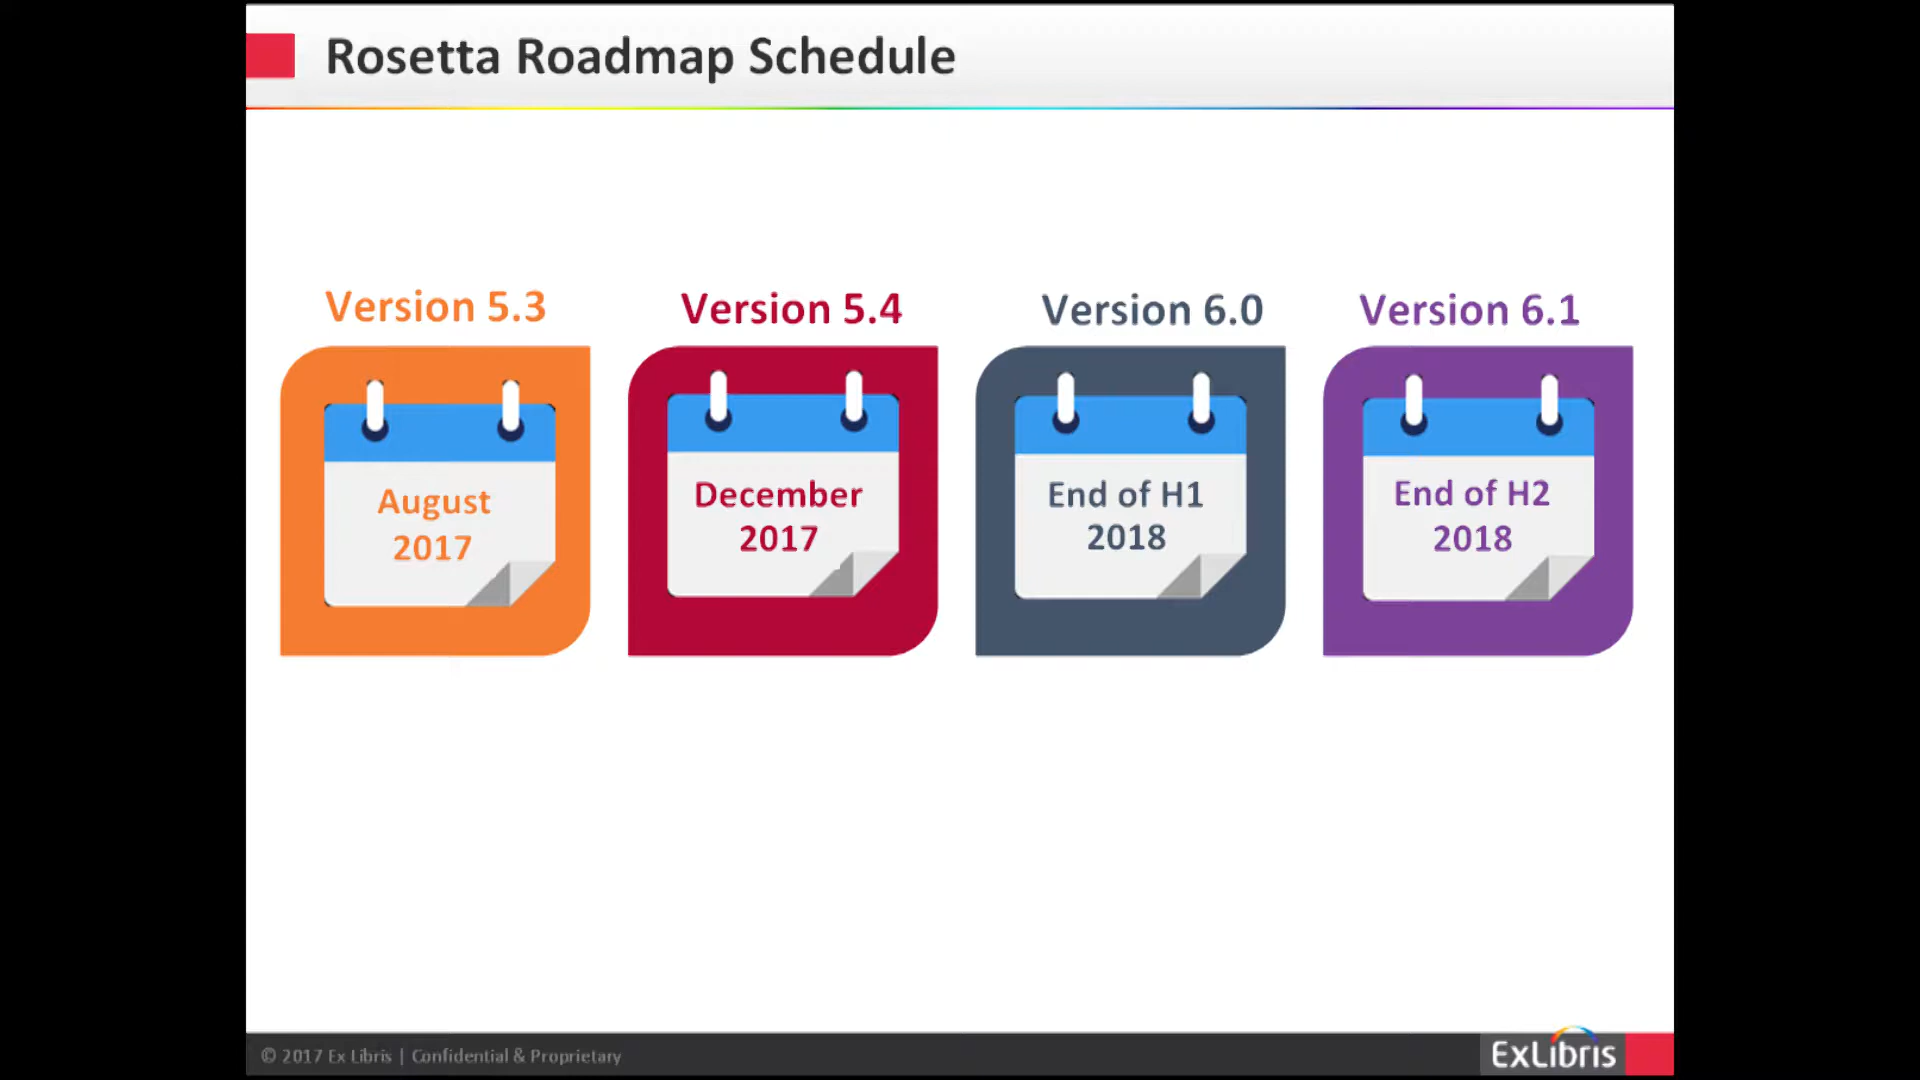 Rosetta Roadmap Schedule
Version 5.3
August
2017
Version 5.4
December
2017
Version 6.0
End of H1
2018
Version 6.1
End of H2
2018
© 2017 Ex Libris | Confidential & Proprietary
ExLibris